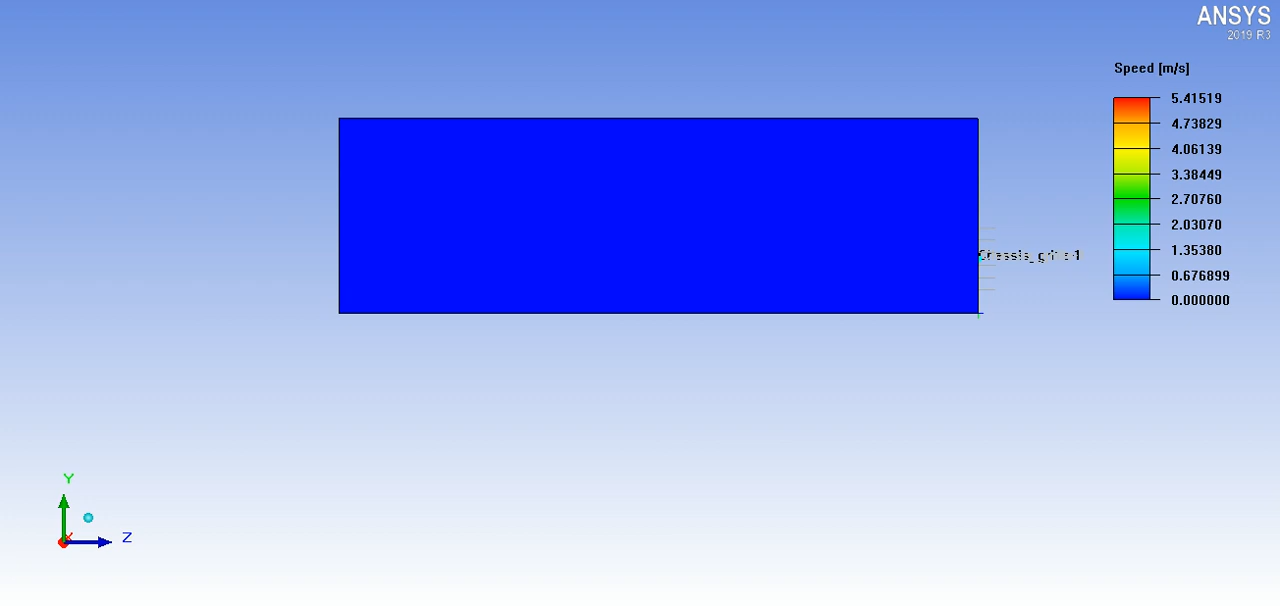 ANSYS
2019 R3
Speed [m/s]
5.41519
4.73829
4.06139
3.38449
2.70760
2.03070
1.35380
0.676899
0.000000
Y
X
Z